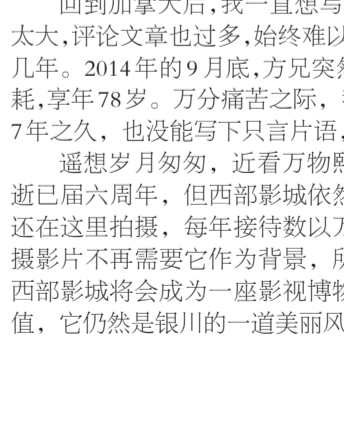 回到加拿大后，我一直想写
太大，评论文章也过多，始终难以
几年。2014年的9月底，方兄突然
耗，享年78岁。万分痛苦之际，
7年之久，也没能写下只言片语，
遥想岁月匆匆，近看万物熙
逝已届六周年，但西部影城依然
还在这里拍摄，每年接待数以万
摄影片不再需要它作为背景，
西部影城将会成为一座影视博物
值，它仍然是银川的一道美丽风